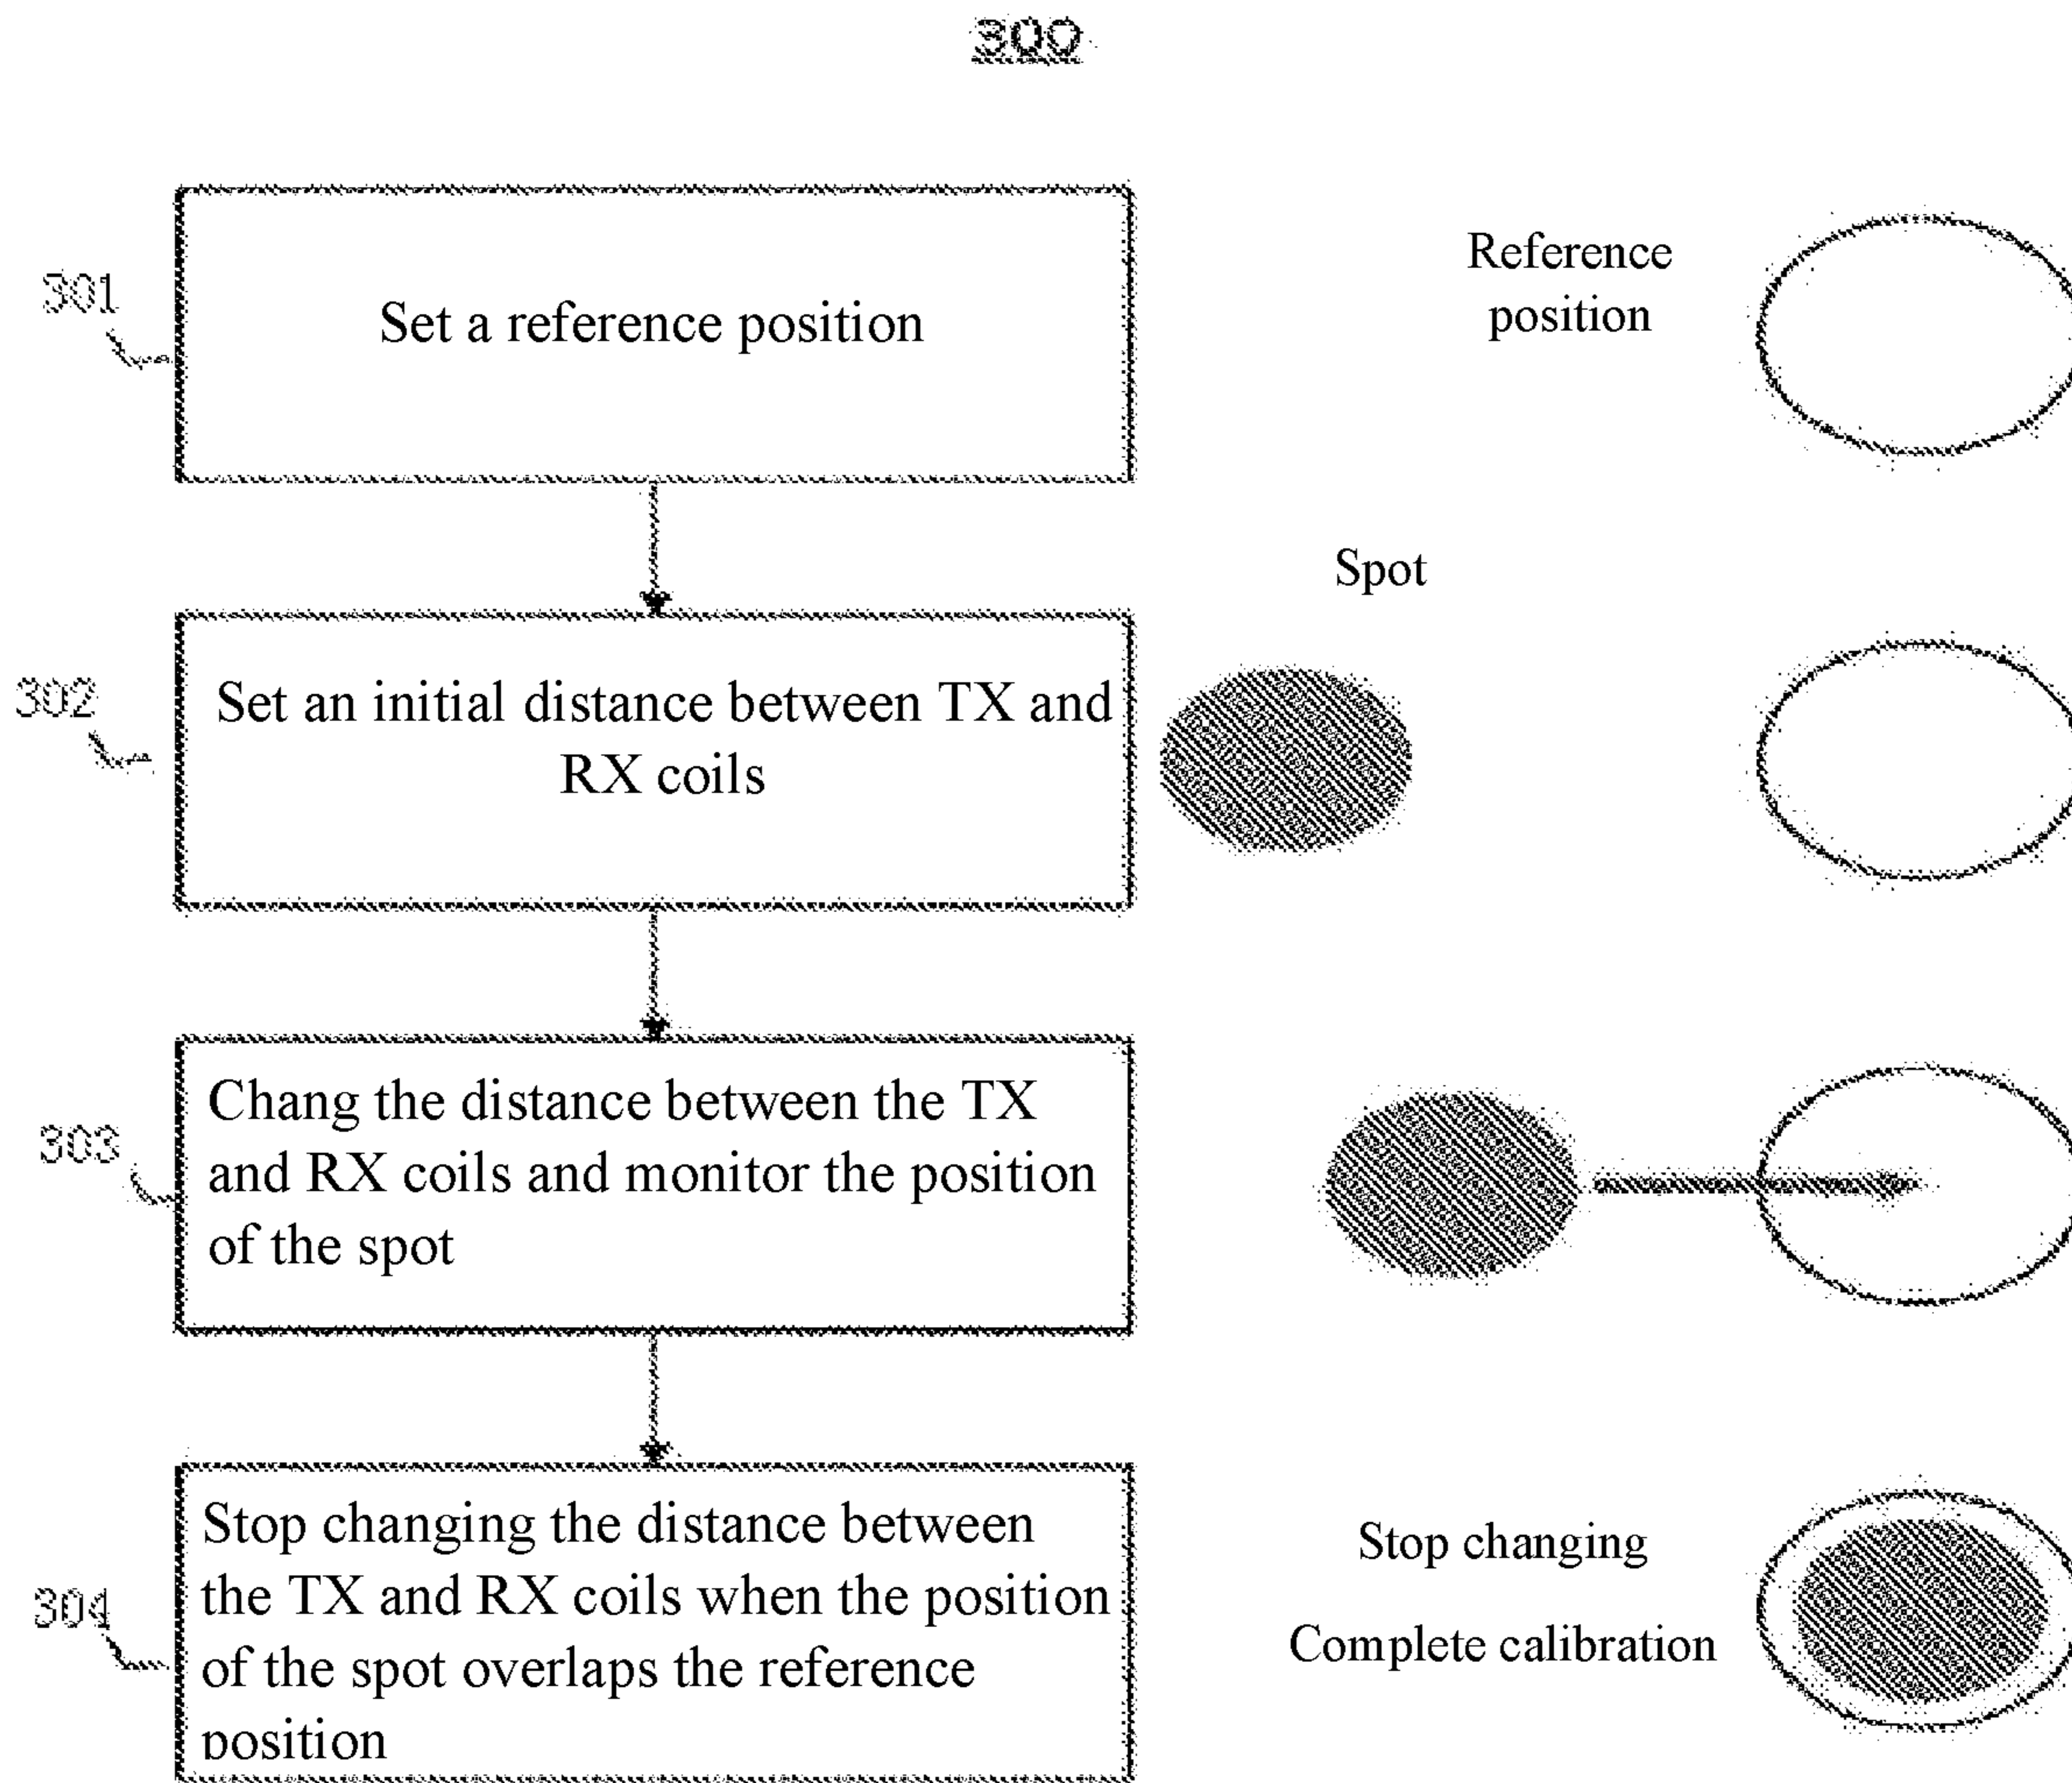 300
301
Set a reference position
Reference
position
Spot
302
Set an initial distance between TX and
RX coils
303
Chang the distance between the TX
and RX coils and monitor the position
of the spot
304
Stop changing the distance between
the TX and RX coils when the position
of the spot overlaps the reference
position
Stop changing
Complete calibration